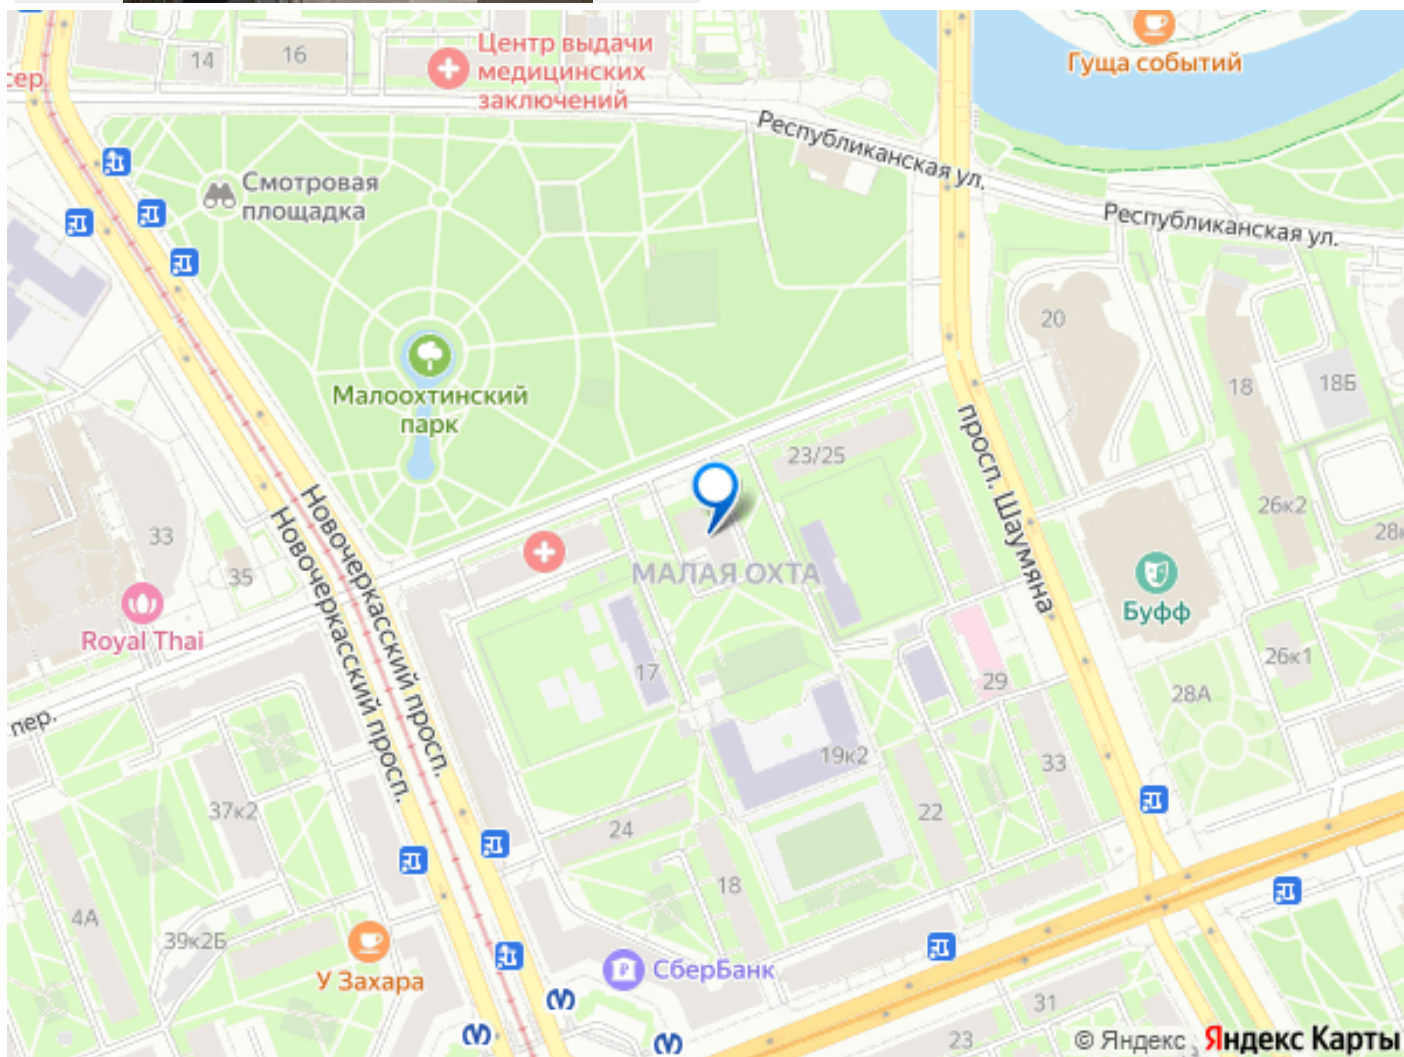 14
16
Центр выдачи
медицинских
заключений
Гуща событий
сер.
Республиканская ул.
Республиканская ул.
Смотровая
площадка
20
18
18Б
Малоохтинский
парк
23/25
просп. Шаумяна
26к2
28к
33
35
Новочеркасский просп.
Новочеркасский просп.
МАЛАЯ ОХТА
Royal Thai
Буфф
17
29
26к1
28А
пер.
19к2
33
37к2
24
22
18
4А
39к2Б
У Захара
СберБанк
31
23
© Яндекс Яндекс Карты